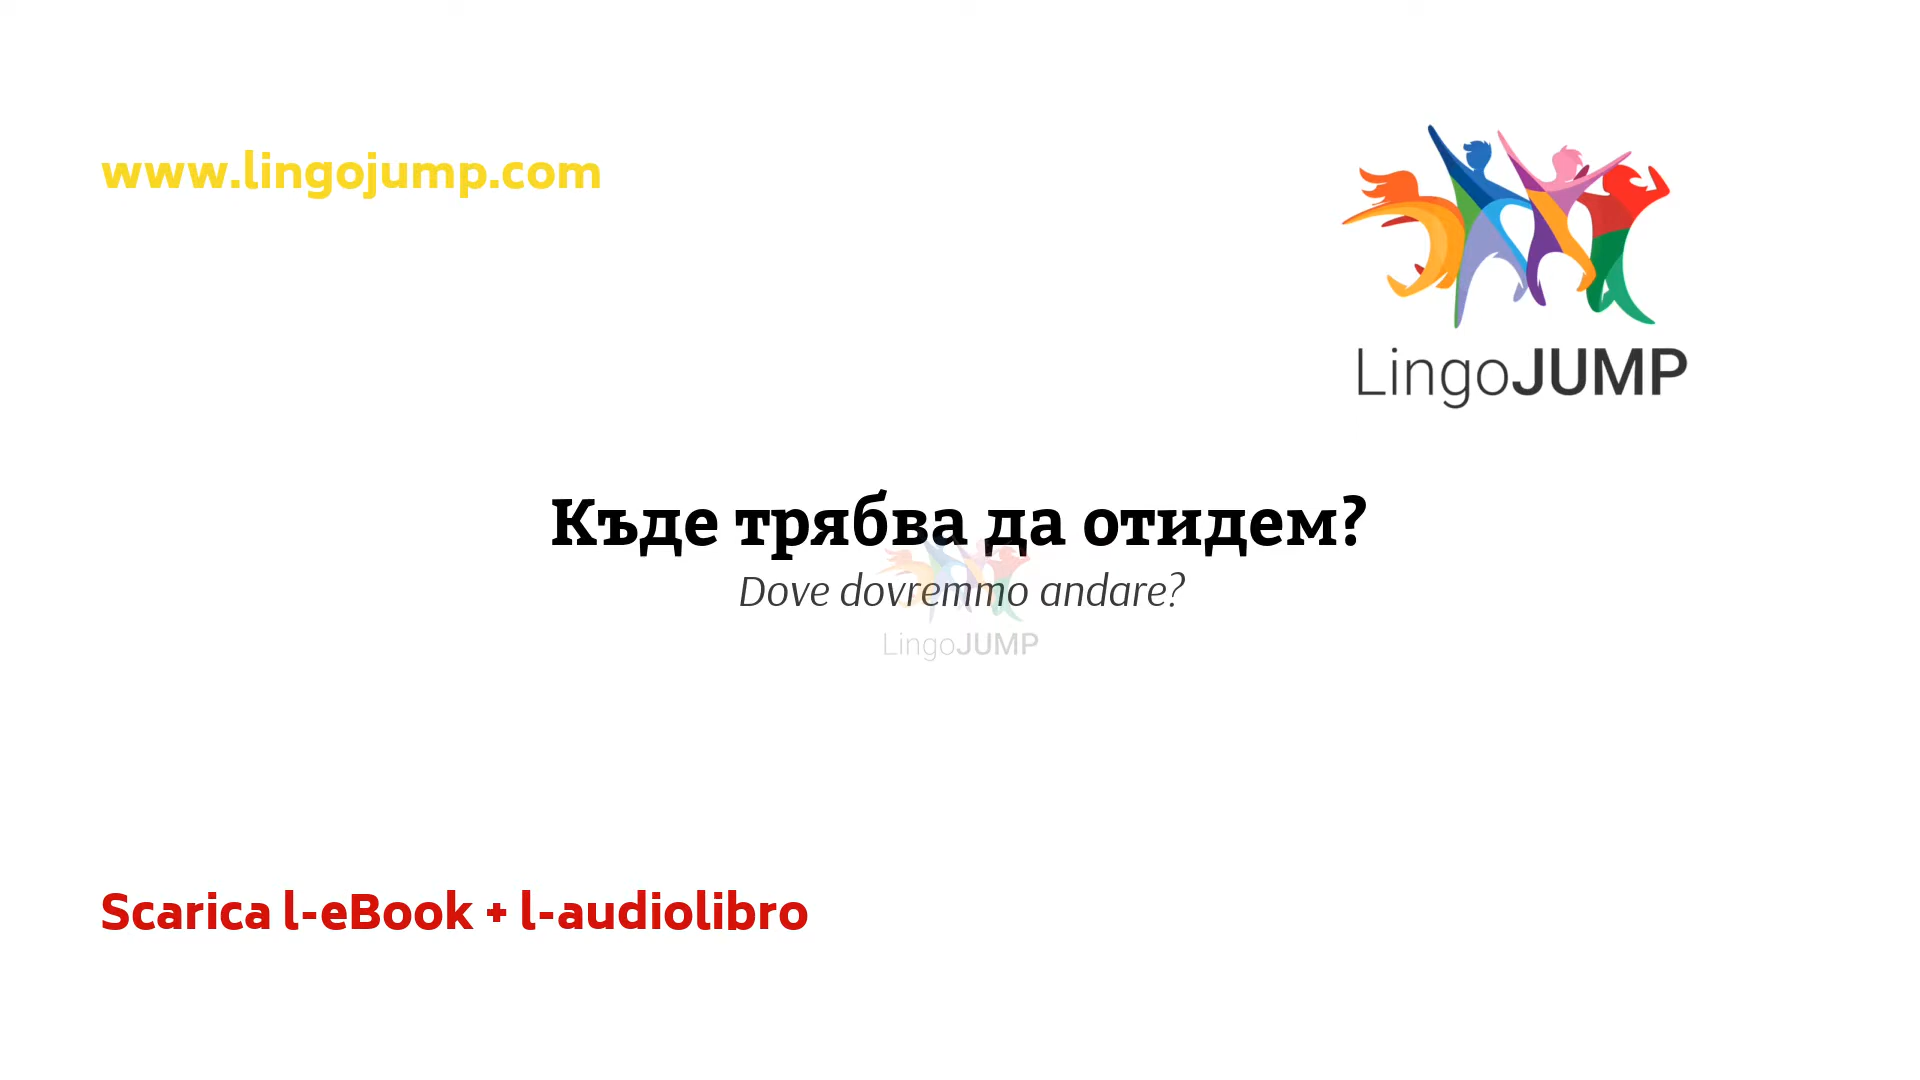 www.lingojump.com
LingoJUMP
Къде трябва да отидем?
Dove dovremmo andare?
LingoJUMP
Scarica l-eBook + l-audiolibro